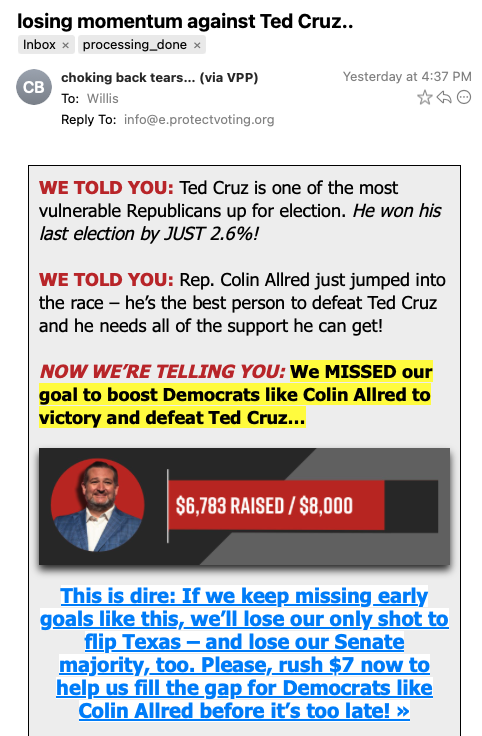 losing momentum against Ted Cruz..
Inbox × processing_done ×
CB
choking back tears... (via VPP)
Yesterday at 4:37 PM
To: Willis
Reply To: info@e.protectvoting.org
WE TOLD YOU: Ted Cruz is one of the most
vulnerable Republicans up for election. He won his
last election by JUST 2.6%!
WE TOLD YOU: Rep. Colin Allred just jumped into
the race – he's the best person to defeat Ted Cruz
and he needs all of the support he can get!
NOW WE'RE TELLING YOU: We MISSED our
goal to boost Democrats like Colin Allred to
victory and defeat Ted Cruz...
$6,783 RAISED / $8,000
This is dire: If we keep missing early
goals like this, we'll lose our only shot to
flip Texas – and lose our Senate
majority, too. Please, rush $7 now to
help us fill the gap for Democrats like
Colin Allred before it's too late! »